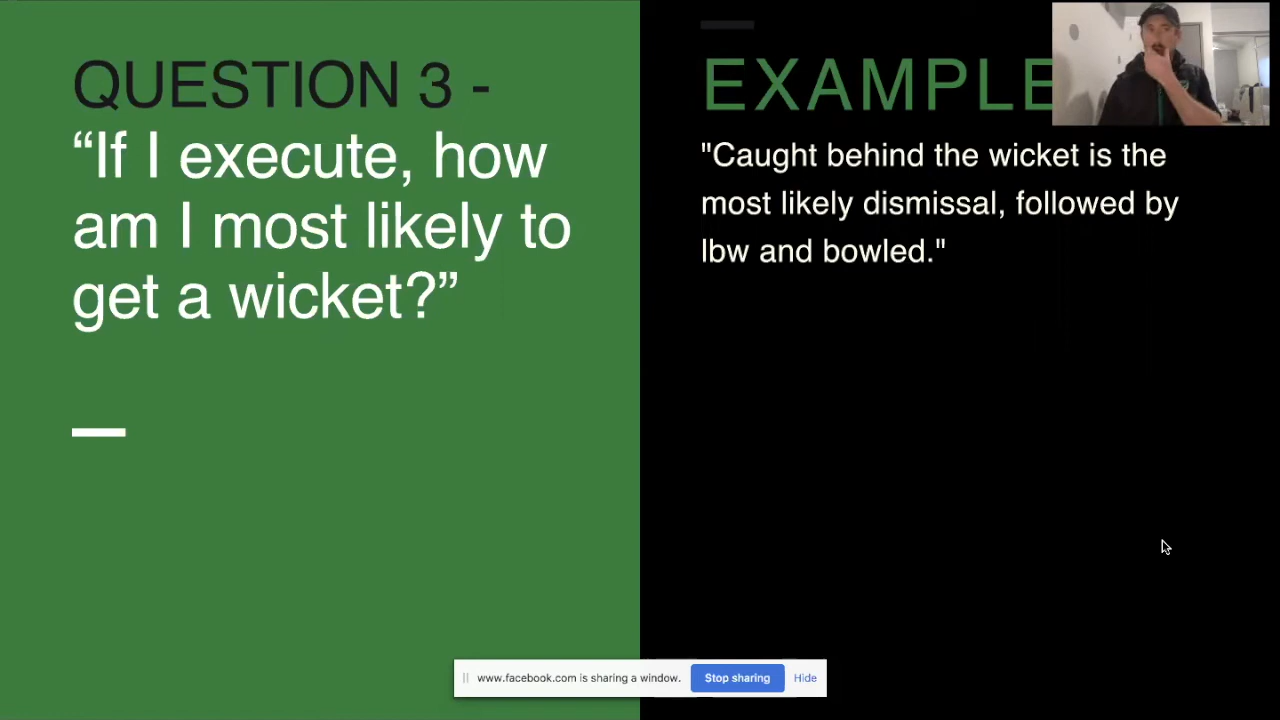 QUESTION 3 -
“If I execute, how
am I most likely to
get a wicket?”
EXAMPLE
"Caught behind the wicket is the
most likely dismissal, followed by
lbw and bowled."
www.facebook.com is sharing a window.
Stop sharing
Hide